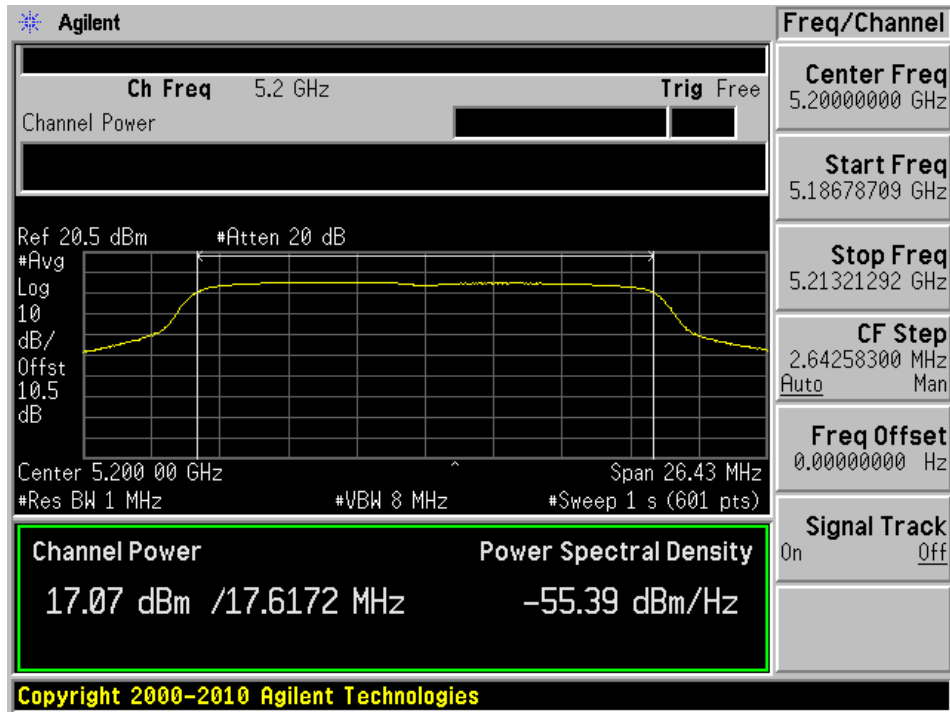 Agilent
Freq/Channel
Ch Freq 5.2 GHz Trig Free
Channel Power
Center Freq
5.20000000 GHz
Start Freq
5.18678709 GHz
Stop Freq
5.21321292 GHz
CF Step
2.64258300 MHz
Auto Man
Freq Offset
0.00000000 Hz
Signal Track
On Off
Ref 20.5 dBm #Atten 20 dB
#Avg
Log
10
dB/
Offst
10.5
dB
Center 5.200 00 GHz Span 26.43 MHz
#Res BW 1 MHz #VBW 8 MHz #Sweep 1 s (601 pts)
Channel Power Power Spectral Density
17.07 dBm /17.6172 MHz -55.39 dBm/Hz
Copyright 2000-2010 Agilent Technologies